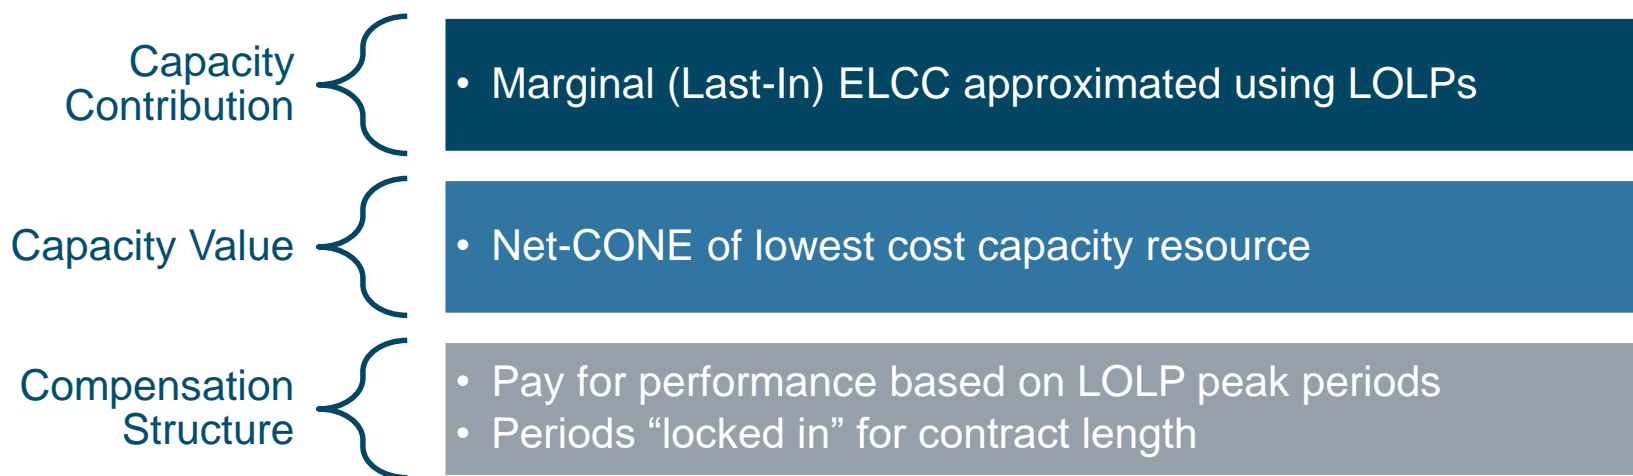 Capacity
Contribution
• Marginal (Last-In) ELCC approximated using LOLPs
Capacity Value
• Net-CONE of lowest cost capacity resource
Compensation
Structure
• Pay for performance based on LOLP peak periods
• Periods “locked in” for contract length